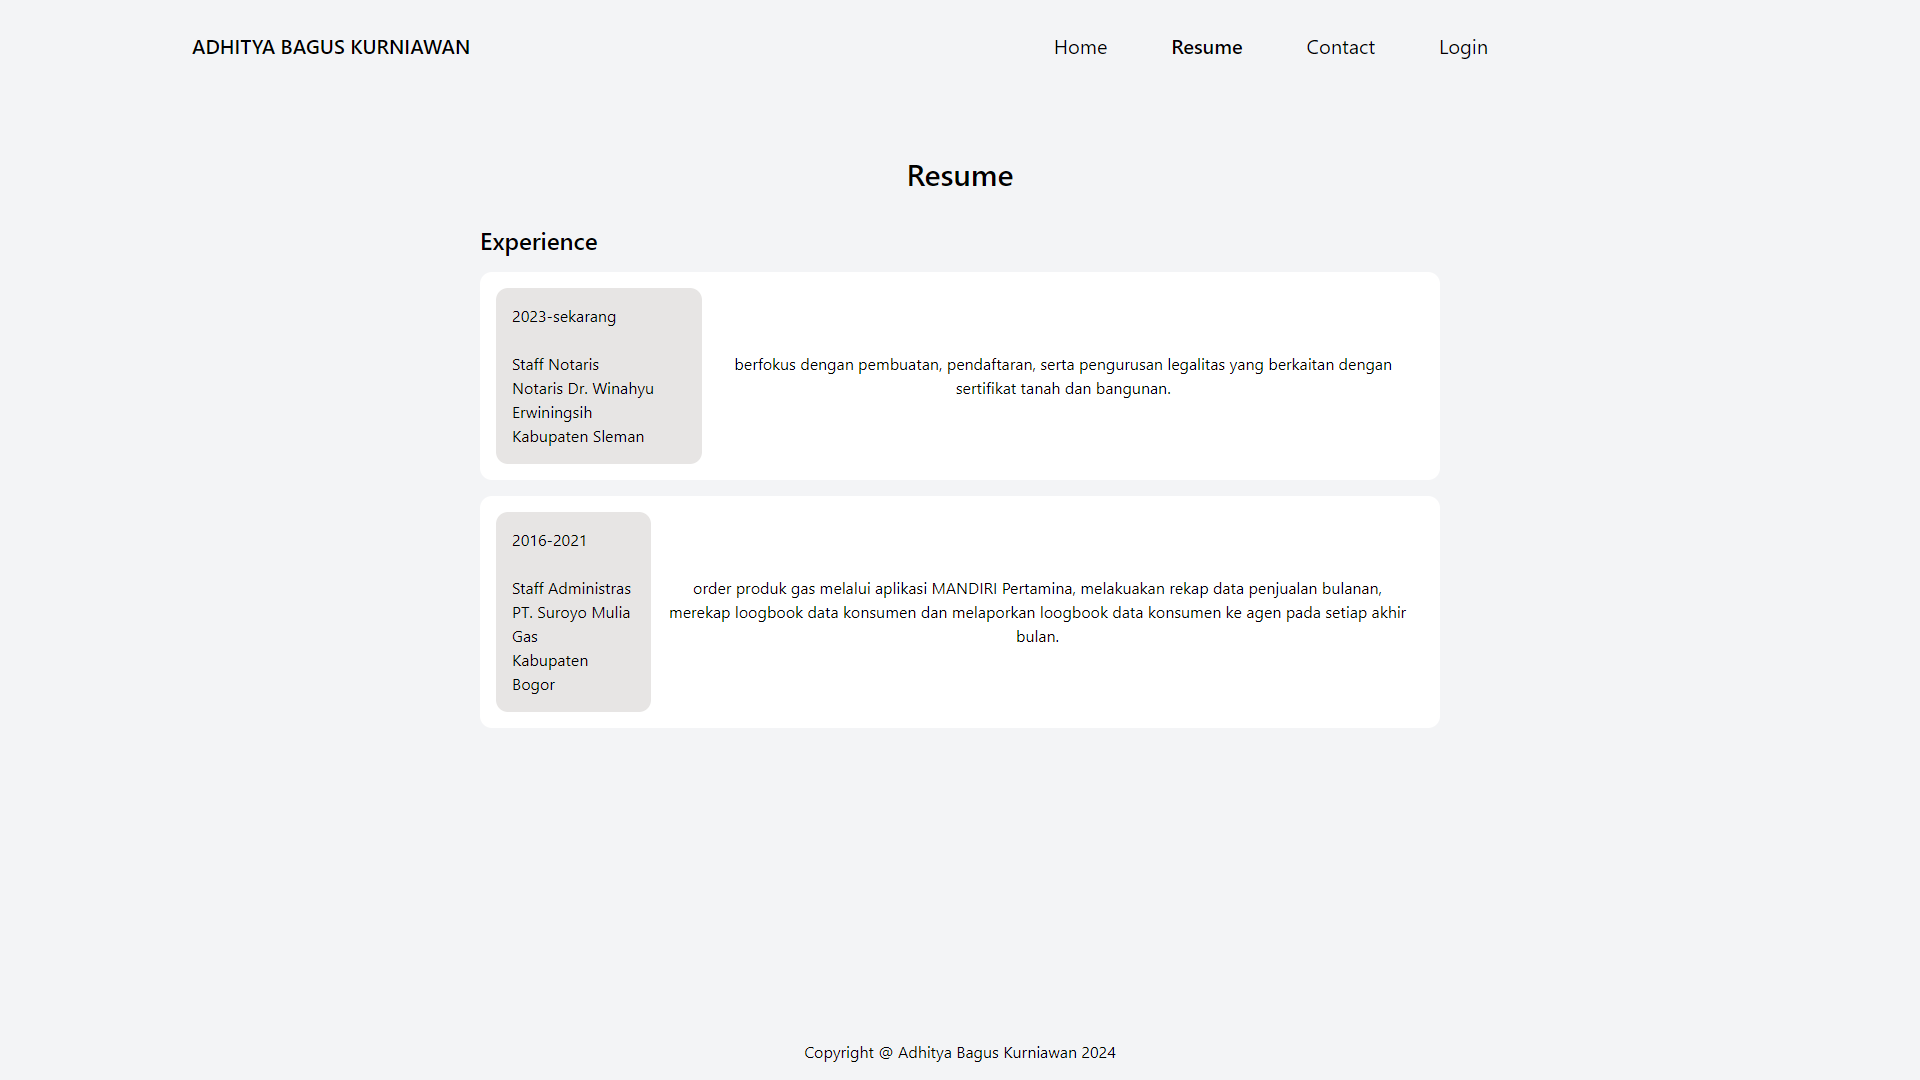 ADHITYA BAGUS KURNIAWAN
Home
Resume
Contact
Login
Resume
Experience
2023-sekarang
Staff Notaris
Notaris Dr. Winahyu
Erwiningsih
Kabupaten Sleman
berfokus dengan pembuatan, pendaftaran, serta pengurusan legalitas yang berkaitan dengan
sertifikat tanah dan bangunan.
2016-2021
Staff Administras
PT. Suroyo Mulia
Gas
Kabupaten
Bogor
order produk gas melalui aplikasi MANDIRI Pertamina, melakuakan rekap data penjualan bulanan,
merekap loogbook data konsumen dan melaporkan loogbook data konsumen ke agen pada setiap akhir
bulan.
Copyright @ Adhitya Bagus Kurniawan 2024